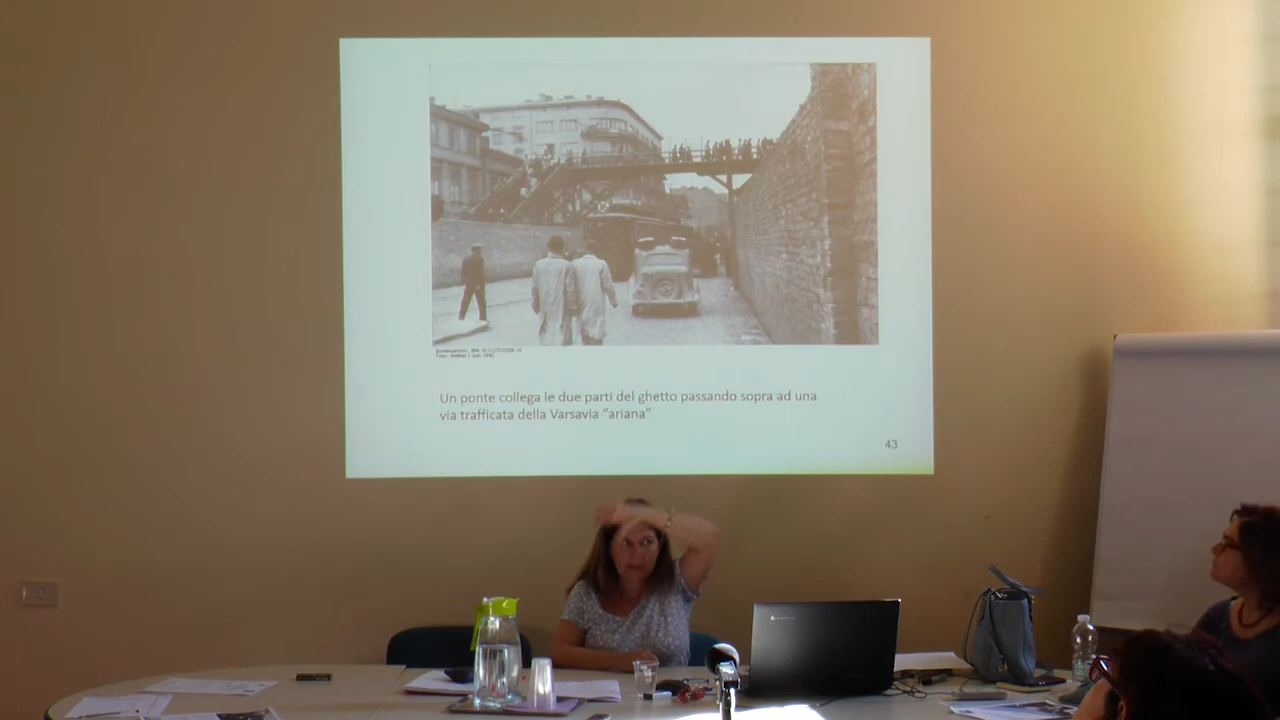 Un ponte collega le due parti del ghetto passando sopra ad una
via trafficata della Varsavia “ariana”
43